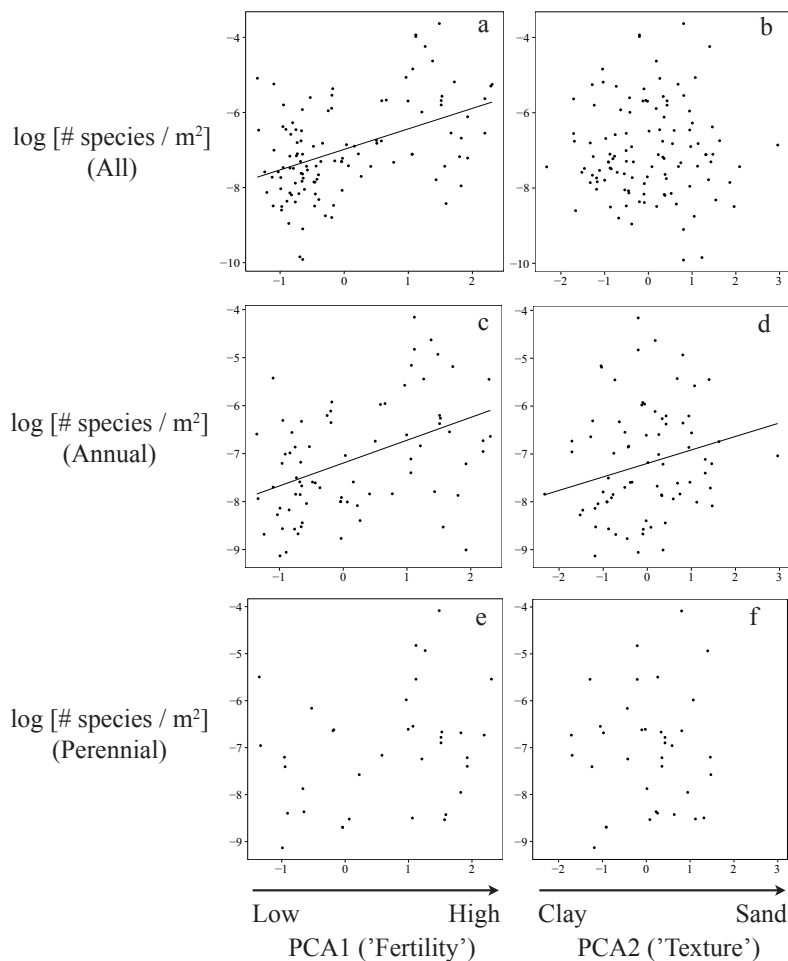 a
b
log [# species / m²]
(All)
−4
−6
−8
−10
−1 0 1 2
−4
−6
−8
−10
−2 −1 0 1 2 3
c
d
log [# species / m²]
(Annual)
−4
−5
−6
−7
−8
−9
−1 0 1 2
−4
−5
−6
−7
−8
−9
−2 −1 0 1 2 3
e
f
log [# species / m²]
(Perennial)
−4
−5
−6
−7
−8
−9
−1 0 1 2
−4
−5
−6
−7
−8
−9
−2 −1 0 1 2 3
Low High
Clay Sand
PCA1 (’Fertility’)
PCA2 (’Texture’)